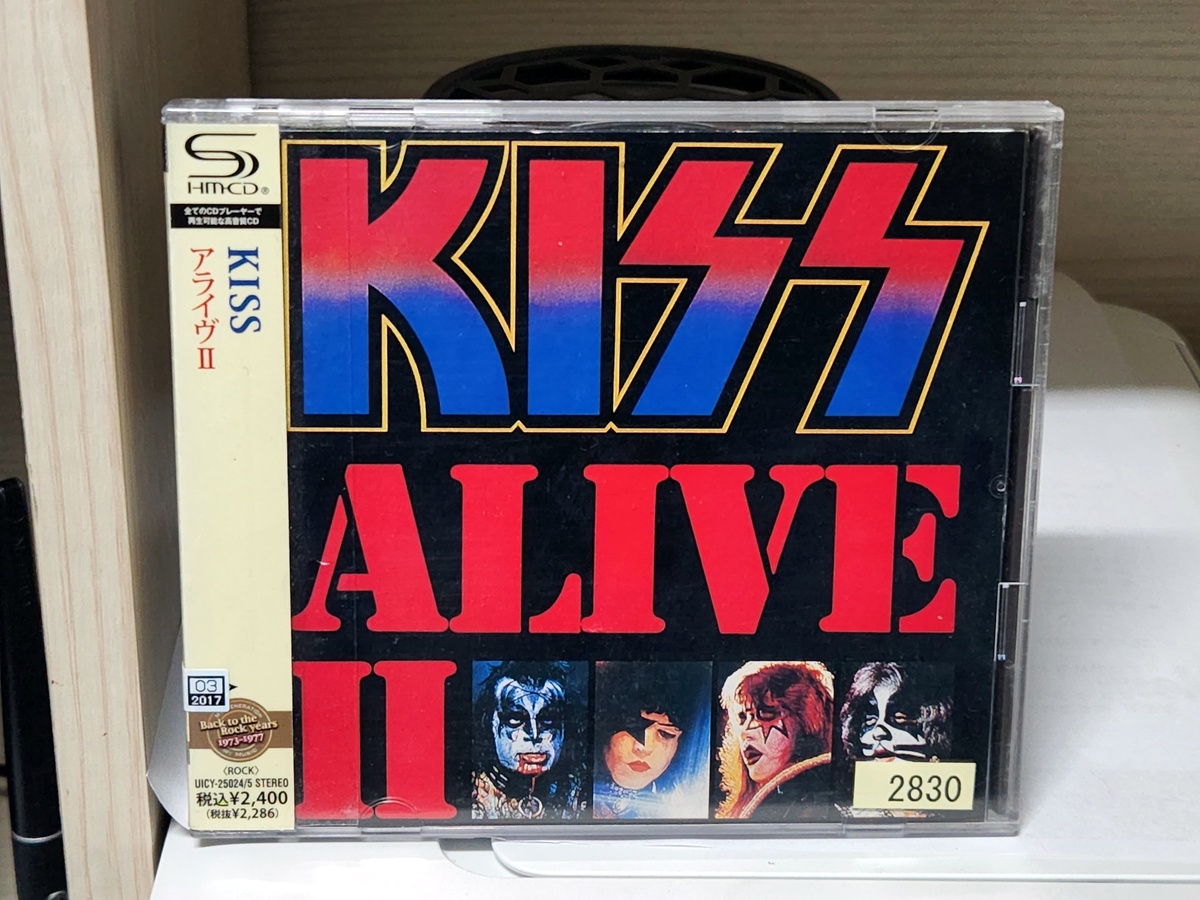 SHM-CD®
全てのCDプレーヤーで
再生可能な高音質CD
KISS
アライヴII
03
2017
Back to the
Rock years
1973-1977
〈ROCK〉
UICY-25024/5 STEREO
税込¥2,400
(税抜¥2,286)
KISS
ALIVE
II
2830